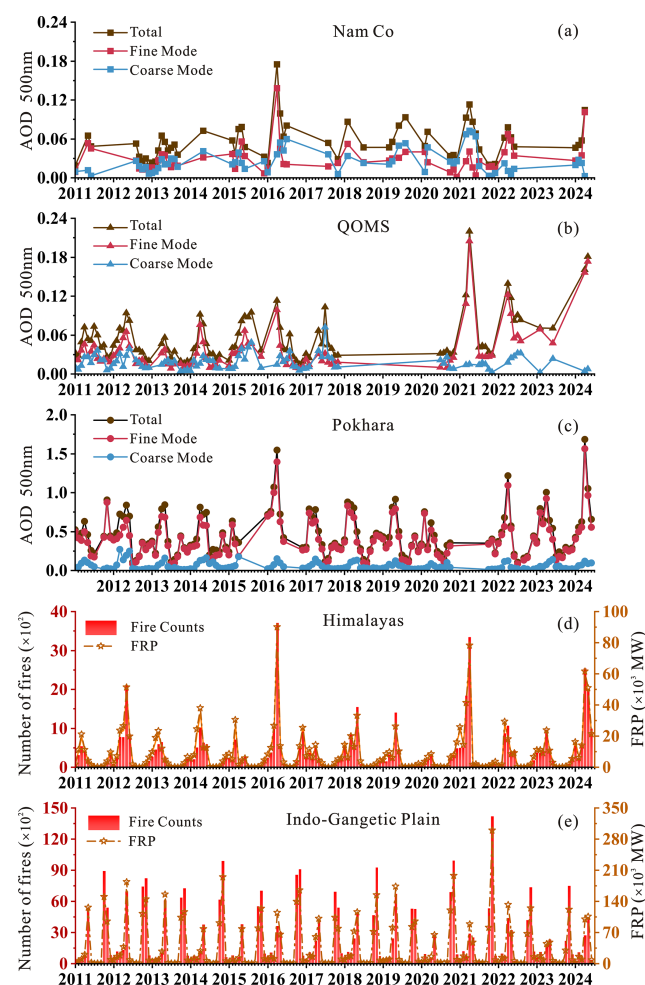 0.24
Total
Nam Co
(a)
Fine Mode
0.18
Coarse Mode
AOD 500nm
0.12
0.06
0.00
2011 2012 2013 2014 2015 2016 2017 2018 2019 2020 2021 2022 2023 2024
0.24
Total
QOMS
(b)
Fine Mode
0.18
Coarse Mode
AOD 500nm
0.12
0.06
0.00
2011 2012 2013 2014 2015 2016 2017 2018 2019 2020 2021 2022 2023 2024
2.0
Total
Pokhara
(c)
Fine Mode
1.5
Coarse Mode
AOD 500nm
1.0
0.5
0.0
2012 2013 2014 2015 2016 2017 2018 2019 2020 2021 2022 2023 2024
40
100
Fire Counts
Himalayas
(d)
FRP
30
80
60
20
40
10
20
0
0
Number of fires (×10²)
FRP (×10³ MW)
2011 2012 2013 2014 2015 2016 2017 2018 2019 2020 2021 2022 2023 2024
150
350
Fire Counts
Indo-Gangetic Plain
(e)
FRP
120
280
90
210
60
140
30
70
0
0
Number of fires (×10²)
FRP (×10³ MW)
2011 2012 2013 2014 2015 2016 2017 2018 2019 2020 2021 2022 2023 2024